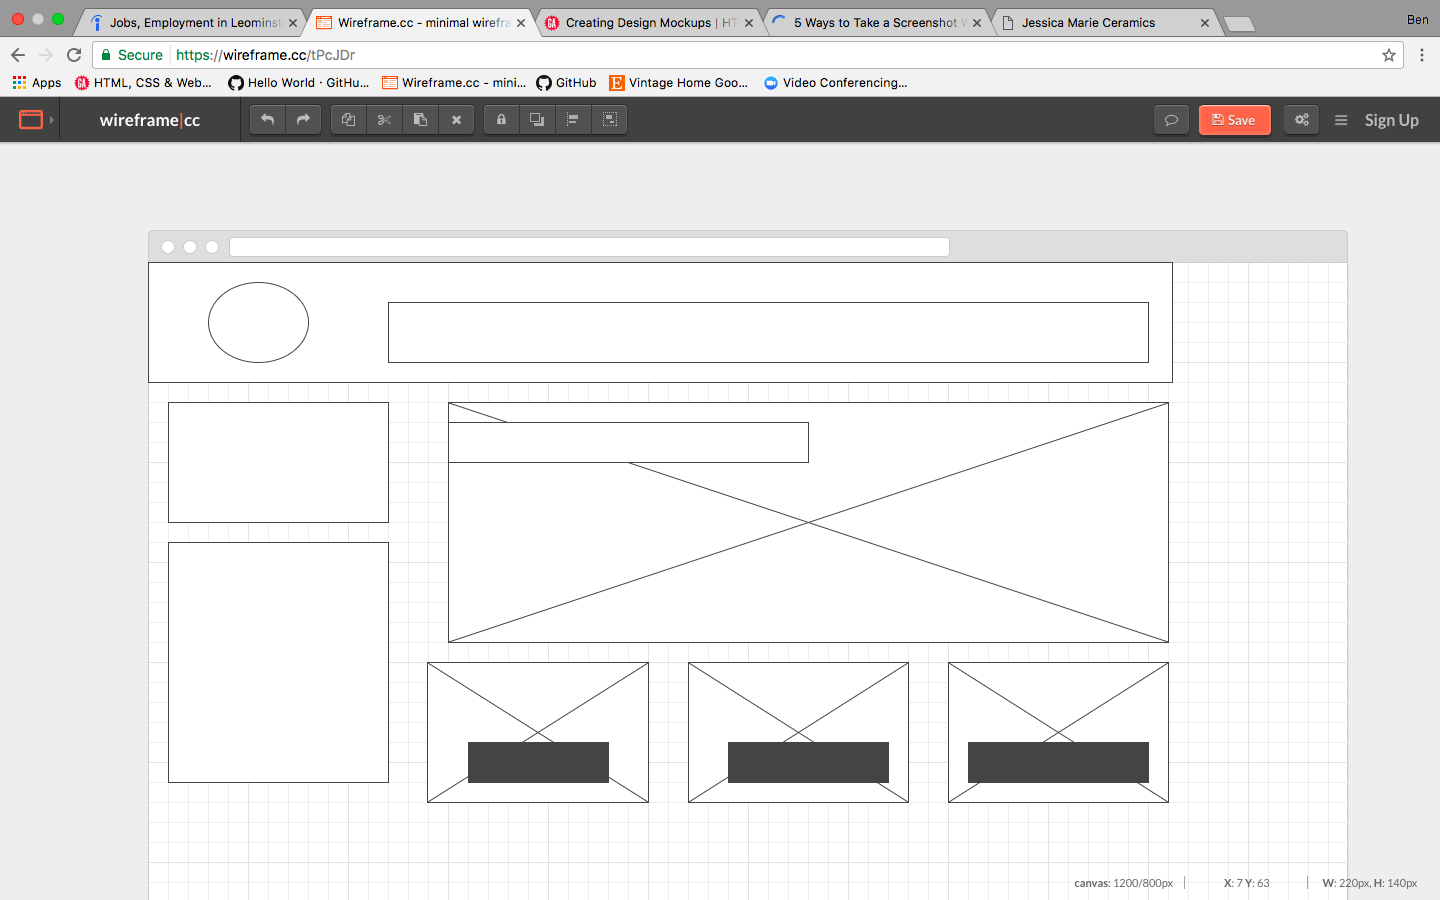 Jobs, Employment in Leominst
Wireframe.cc - minimal wirefra
Creating Design Mockups | HT
5 Ways to Take a Screenshot W
Jessica Marie Ceramics
Ben
Secure https://wireframe.cc/tPcJDr
Apps
HTML, CSS & Web...
Hello World · GitHu...
Wireframe.cc - mini...
GitHub
Vintage Home Goo...
Video Conferencing...
wireframe|cc
Save
Sign Up
canvas: 1200/800px
X: 7 Y: 63
W: 220px, H: 140px